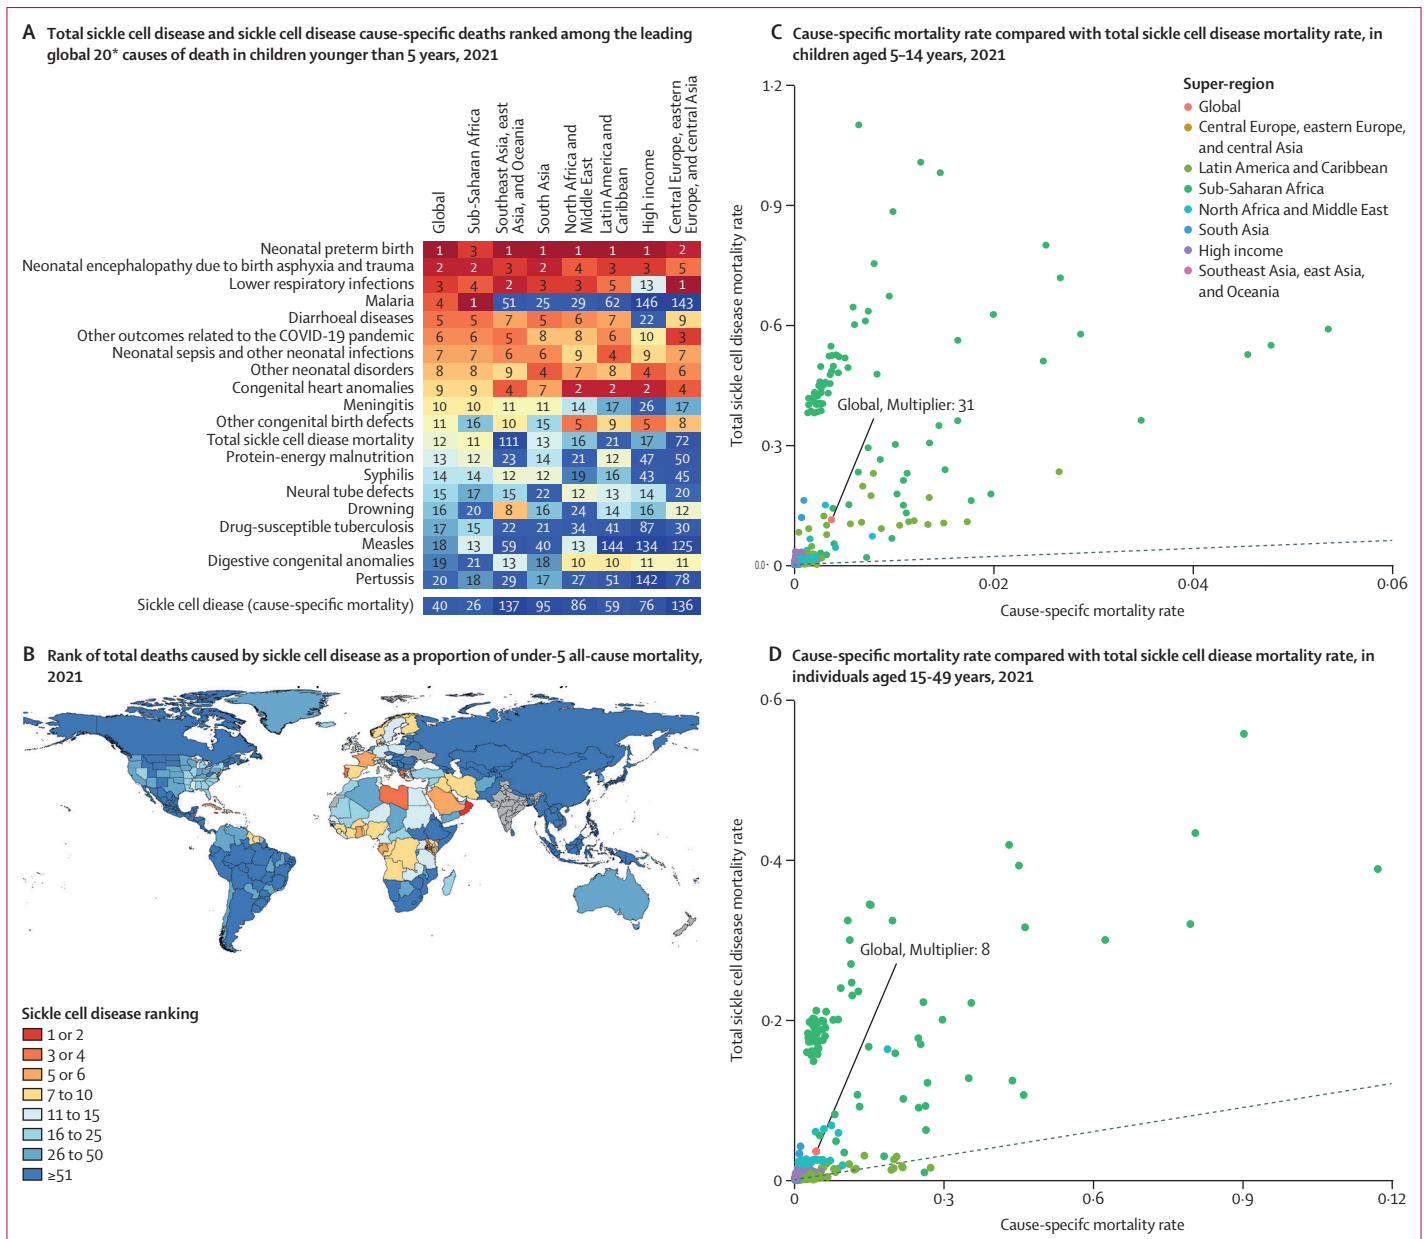 A Total sickle cell disease and sickle cell disease cause-specific deaths ranked among the leading
global 20* causes of death in children younger than 5 years, 2021
Global
Sub-Saharan Africa
Southeast Asia, east
Asia, and Oceania
South Asia
North Africa and
Middle East
Latin America and
Caribbean
High income
Central Europe, eastern
Europe, and central Asia
Neonatal preterm birth 1 3 1 1 1 1 1 2
Neonatal encephalopathy due to birth asphyxia and trauma 2 2 3 2 4 3 3 5
Lower respiratory infections 3 4 2 3 3 5 13 1
Malaria 4 1 51 25 29 62 146 143
Diarrhoeal diseases 5 5 7 5 6 7 22 9
Other outcomes related to the COVID-19 pandemic 6 6 5 8 8 6 10 3
Neonatal sepsis and other neonatal infections 7 7 6 6 9 4 9 7
Other neonatal disorders 8 8 9 4 7 8 4 6
Congenital heart anomalies 9 9 4 7 2 2 2 4
Meningitis 10 10 11 11 14 17 26 17
Other congenital birth defects 11 16 10 15 5 9 5 8
Total sickle cell diease mortality 12 11 111 13 16 21 17 72
Protein-energy malnutrition 13 12 23 14 21 12 47 50
Syphilis 14 14 12 12 19 16 43 45
Neural tube defects 15 17 15 22 12 13 14 20
Drowning 16 20 8 16 24 14 16 12
Drug-susceptible tuberculosis 17 15 22 21 34 41 87 30
Measles 18 13 59 40 13 144 134 125
Digestive congenital anomalies 19 21 13 18 10 10 11 11
Pertussis 20 18 29 17 27 51 142 78
Sickle cell disease (cause-specific mortality) 40 26 137 95 86 59 76 136
B Rank of total deaths caused by sickle cell disease as a proportion of under-5 all-cause mortality,
2021
Sickle cell disease ranking
1 or 2
3 or 4
5 or 6
7 to 10
11 to 15
16 to 25
26 to 50
≥51
C Cause-specific mortality rate compared with total sickle cell disease mortality rate, in
children aged 5–14 years, 2021
Total sickle cell disease mortality rate
1·2
0·9
0·6
0·3
0.0· 0
0 0·02 0·04 0·06
Cause-specifc mortality rate
Global, Multiplier: 31
Super-region
Global
Central Europe, eastern Europe,
and central Asia
Latin America and Caribbean
Sub-Saharan Africa
North Africa and Middle East
South Asia
High income
Southeast Asia, east Asia,
and Oceania
D Cause-specific mortality rate compared with total sickle cell diease mortality rate, in
individuals aged 15-49 years, 2021
Total sickle cell disease mortality rate
0·6
0·4
0·2
0
0 0·3 0·6 0·9 0·12
Cause-specifc mortality rate
Global, Multiplier: 8